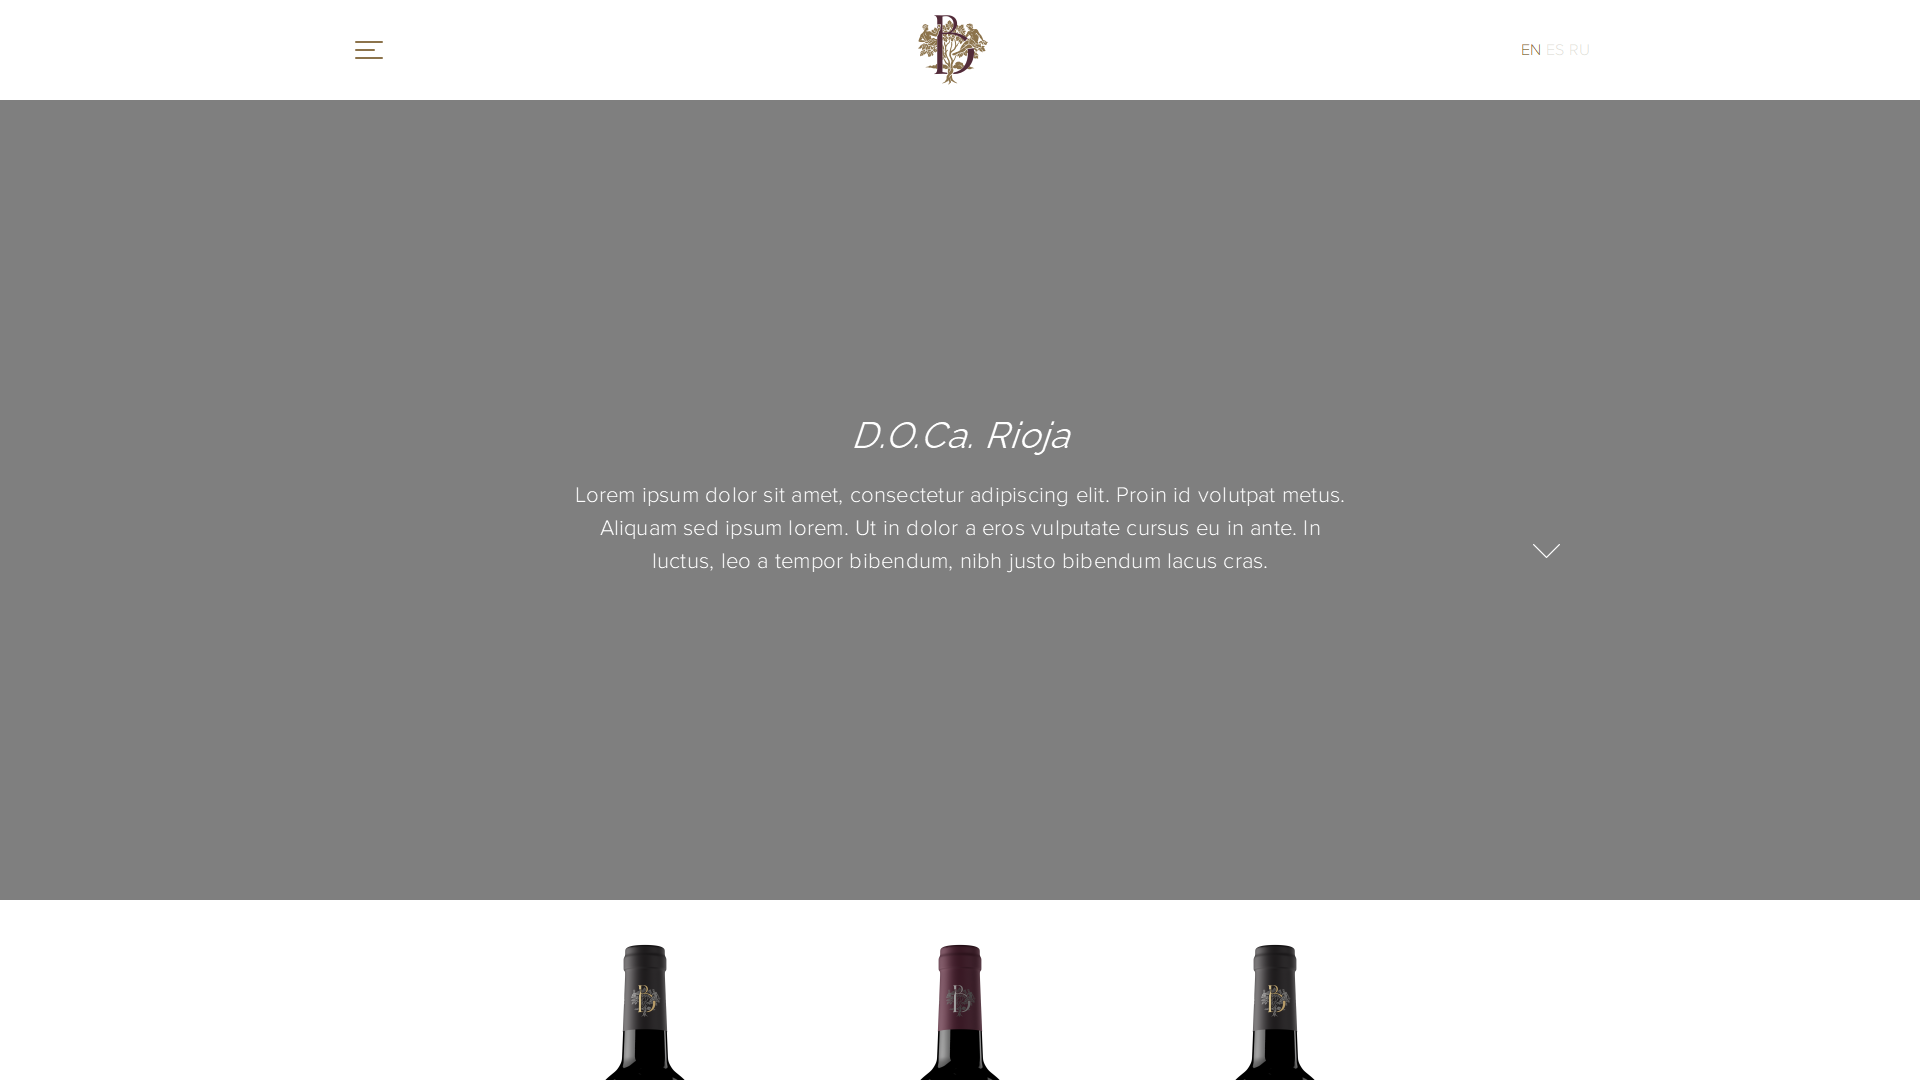 EN ES RU
D.O.Ca. Rioja
Lorem ipsum dolor sit amet, consectetur adipiscing elit. Proin id volutpat metus.
Aliquam sed ipsum lorem. Ut in dolor a eros vulputate cursus eu in ante. In
luctus, leo a tempor bibendum, nibh justo bibendum lacus cras.